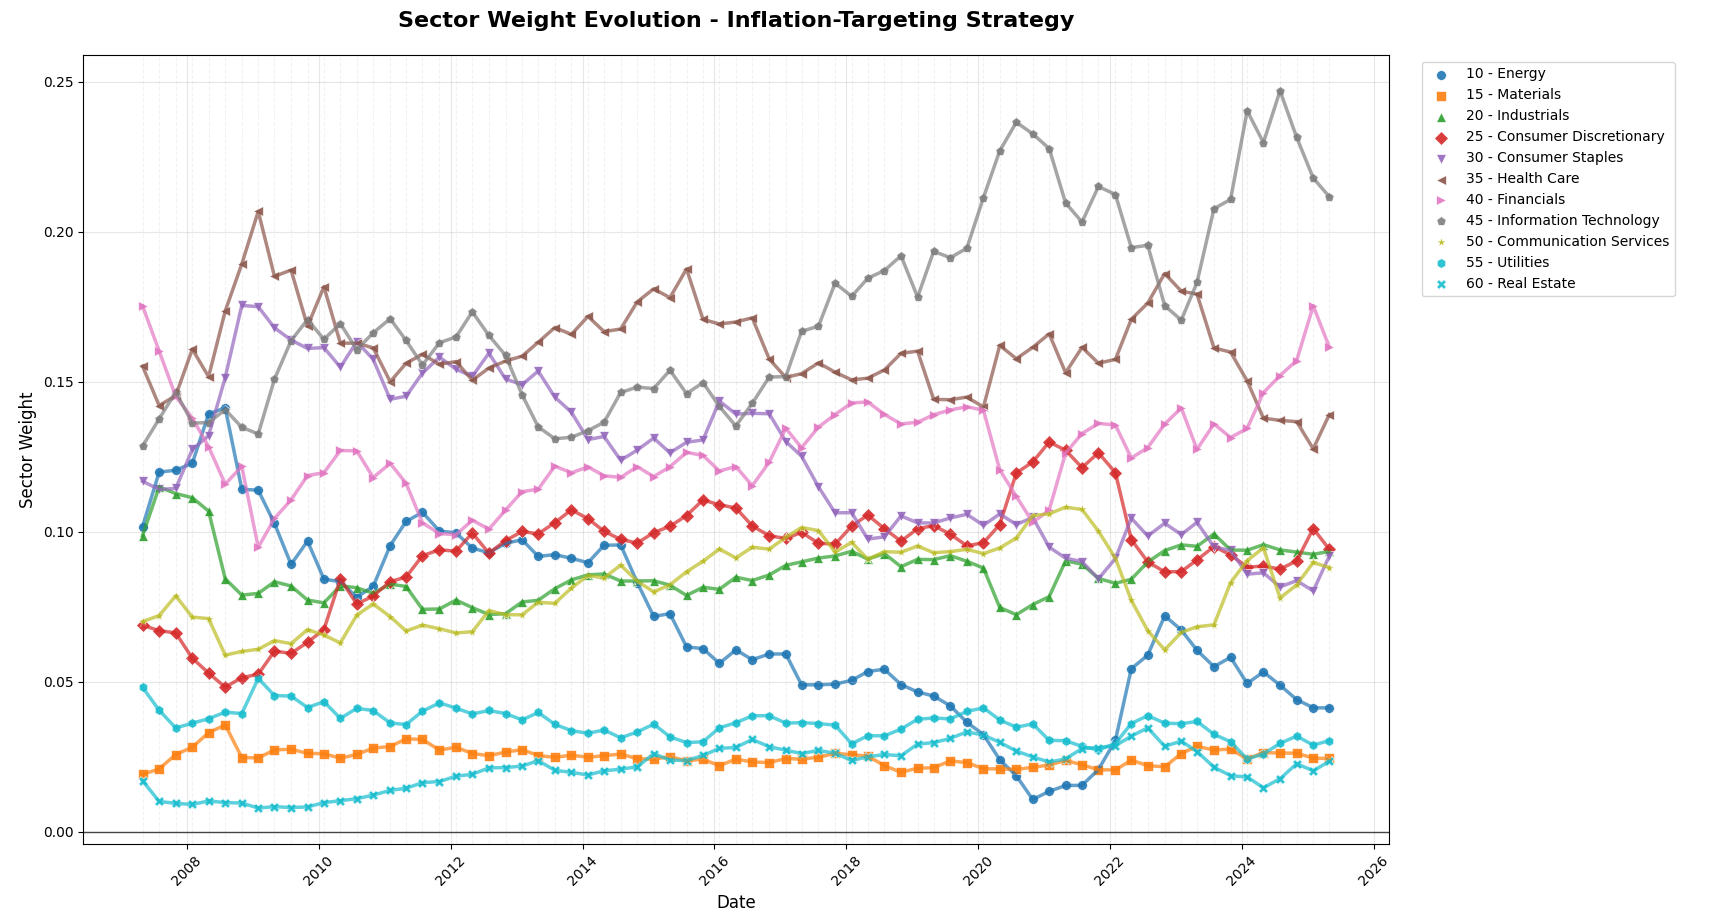 Sector Weight Evolution - Inflation-Targeting Strategy
Sector Weight
0.25
0.20
0.15
0.10
0.05
0.00
2008
2010
2012
2014
2016
2018
2020
2022
2024
2026
Date
10 - Energy
15 - Materials
20 - Industrials
25 - Consumer Discretionary
30 - Consumer Staples
35 - Health Care
40 - Financials
45 - Information Technology
50 - Communication Services
55 - Utilities
60 - Real Estate